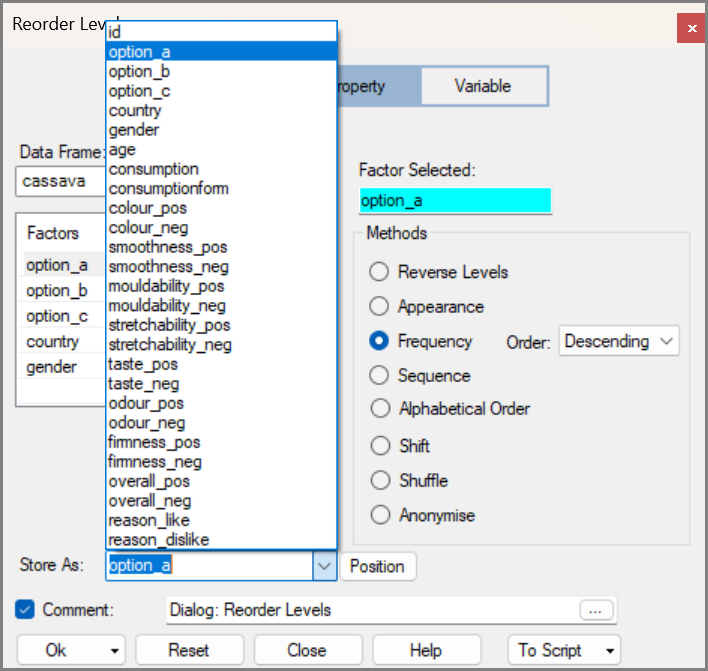 Reorder Lev
id
option_a
option_b
option_c
country
gender
age
consumption
consumptionform
colour_pos
colour_neg
smoothness_pos
smoothness_neg
mouldability_pos
mouldability_neg
stretchability_pos
stretchability_neg
taste_pos
taste_neg
odour_pos
odour_neg
firmness_pos
firmness_neg
overall_pos
overall_neg
reason_like
reason_dislike
roperty
Variable
Data Frame:
cassava
Factors
option_a
option_b
option_c
country
gender
Factor Selected:
option_a
Methods
Reverse Levels
Appearance
Frequency Order: Descending
Sequence
Alphabetical Order
Shift
Shuffle
Anonymise
Store As: option_a Position
Comment: Dialog: Reorder Levels ...
Ok Reset Close Help To Script